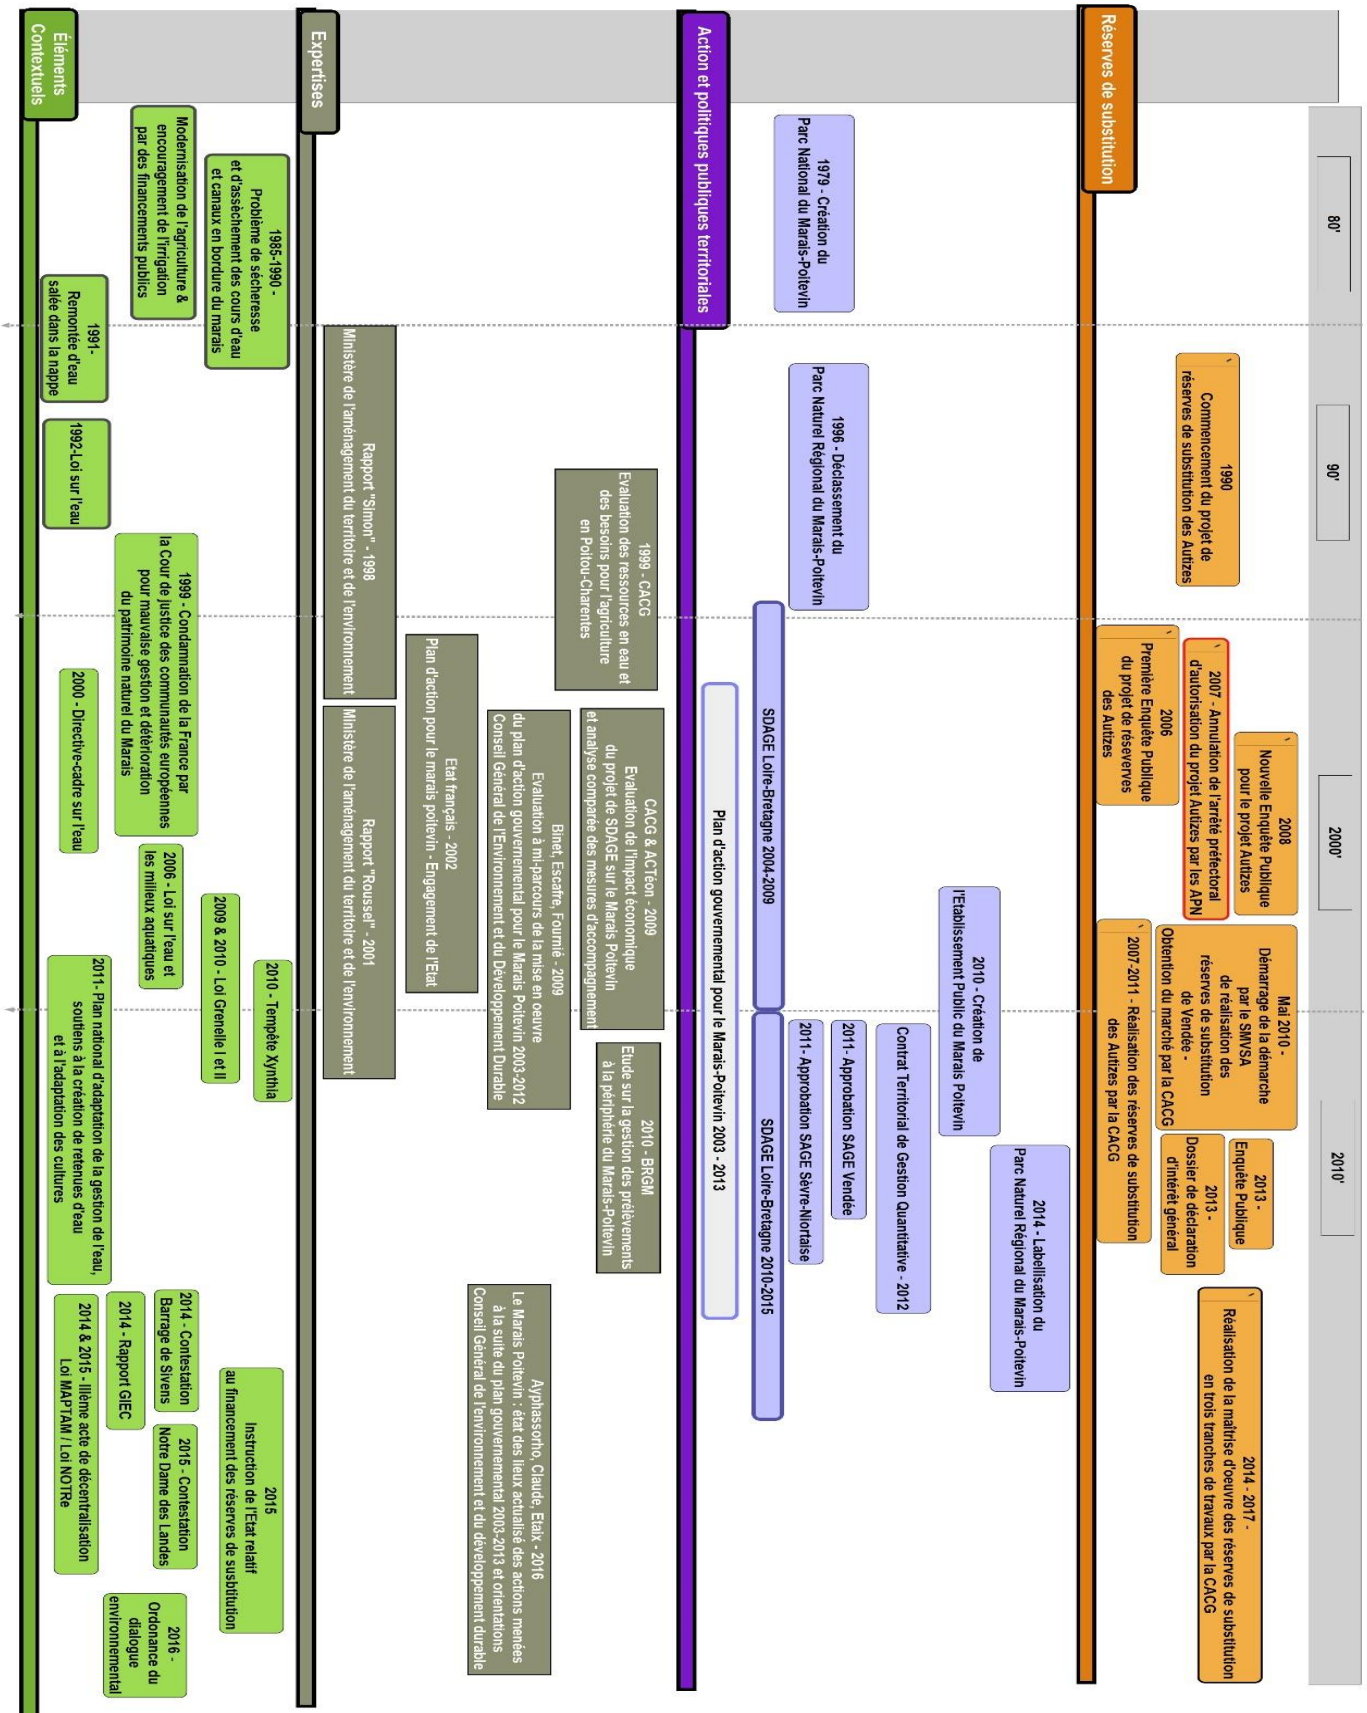 80'
90'
2000'
2010'
Réserves de substitution
1990
Commencement du projet de
réserves de substitution des Autizes
2008
Nouvelle Enquête Publique
pour le projet Autizes
2007 - Annulation de l'arrêté préfectoral
d'autorisation du projet Autizes par les APN
2006
Première Enquête Publique
du projet de réseverves
des Autizes
Mai 2010 -
Démarrage de la démarche
par le SMVSA
de réalisation des
réserves de substitution
de Vendée -
Obtention du marché par la CACG
2007-2011 - Réalisation des réserves de substitution
des Autizes par la CACG
2013 -
Enquête Publique
2013 -
Dossier de déclaration
d'intérêt général
2014 - 2017 -
Réalisation de la maîtrise d'oeuvre des réserves de substitution
en trois tranches de travaux par la CACG
Action et politiques publiques territoriales
1979 - Création du
Parc National du Marais-Poitevin
1996 - Déclassement du
Parc Naturel Régional du Marais-Poitevin
2014 - Labellisation du
Parc Naturel Régional du Marais-Poitevin
2010 - Création de
l'Etablissement Public du Marais Poitevin
Contrat Territorial de Gestion Quantitative - 2012
2011- Approbation SAGE Vendée
2011- Approbation SAGE Sèvre-Niortaise
SDAGE Loire-Bretagne 2004-2009
SDAGE Loire-Bretagne 2010-2015
Plan d'action gouvernemental pour le Marais-Poitevin 2003 - 2013
Expertises
1999 - CACG
Evaluation des ressources en eau et
des besoins pour l'agriculture
en Poitou-Charentes
CACG & ACTéon - 2009
Evaluation de l'impact économique
du projet de SDAGE sur le Marais Poitevin
et analyse comparée des mesures d'accompagnement
2010 - BRGM
Etude sur la gestion des prélèvements
à la périphérie du Marais-Poitevin
Binet, Escafre, Fournié - 2009
Evaluation à mi-parcours de la mise en oeuvre
du plan d'action gouvernemental pour le Marais Poitevin 2003-2012
Conseil Général de l'Environnement et du Développement Durable
Ayphassorho, Claude, Etaix - 2016
Le Marais Poitevin : état des lieux actualisé des actions menées
à la suite du plan gouvernemental 2003-2013 et orientations
Conseil Général de l'environnement et du développement durable
Etat français - 2002
Plan d'action pour le marais poitevin - Engagement de l'Etat
Rapport "Simon" - 1998
Ministère de l'aménagement du territoire et de l'environnement
Rapport "Roussel" - 2001
Ministère de l'aménagement du territoire et de l'environnement
Éléments
Contextuels
1985-1990 -
Problème de sécheresse
et d'assèchement des cours d'eau
et canaux en bordure du marais
Modernisation de l'agriculture &
encouragement de l'irrigation
par des financements publics
1991-
Remontée d'eau
salée dans la nappe
1992-Loi sur l'eau
1999 - Condamnation de la France par
la Cour de justice des communautés européennes
pour mauvaise gestion et détérioration
du patrimoine naturel du Marais
2000 - Directive-cadre sur l'eau
2006 - Loi sur l'eau et
les milieux aquatiques
2009 & 2010 - Loi Grenelle I et II
2010 - Tempête Xynthia
2011- Plan national d'adaptation de la gestion de l'eau,
soutiens à la création de retenues d'eau
et à l'adaptation des cultures
2014 - Contestation
Barrage de Sivens
2014 - Rapport GIEC
2014 & 2015 - IIIème acte de décentralisation
Loi MAPTAM / Loi NOTRe
2015
Instruction de l'Etat relatif
au financement des réserves de susbtitution
2015 - Contestation
Notre Dame des Landes
2016 -
Ordonance du
dialogue
environnemental